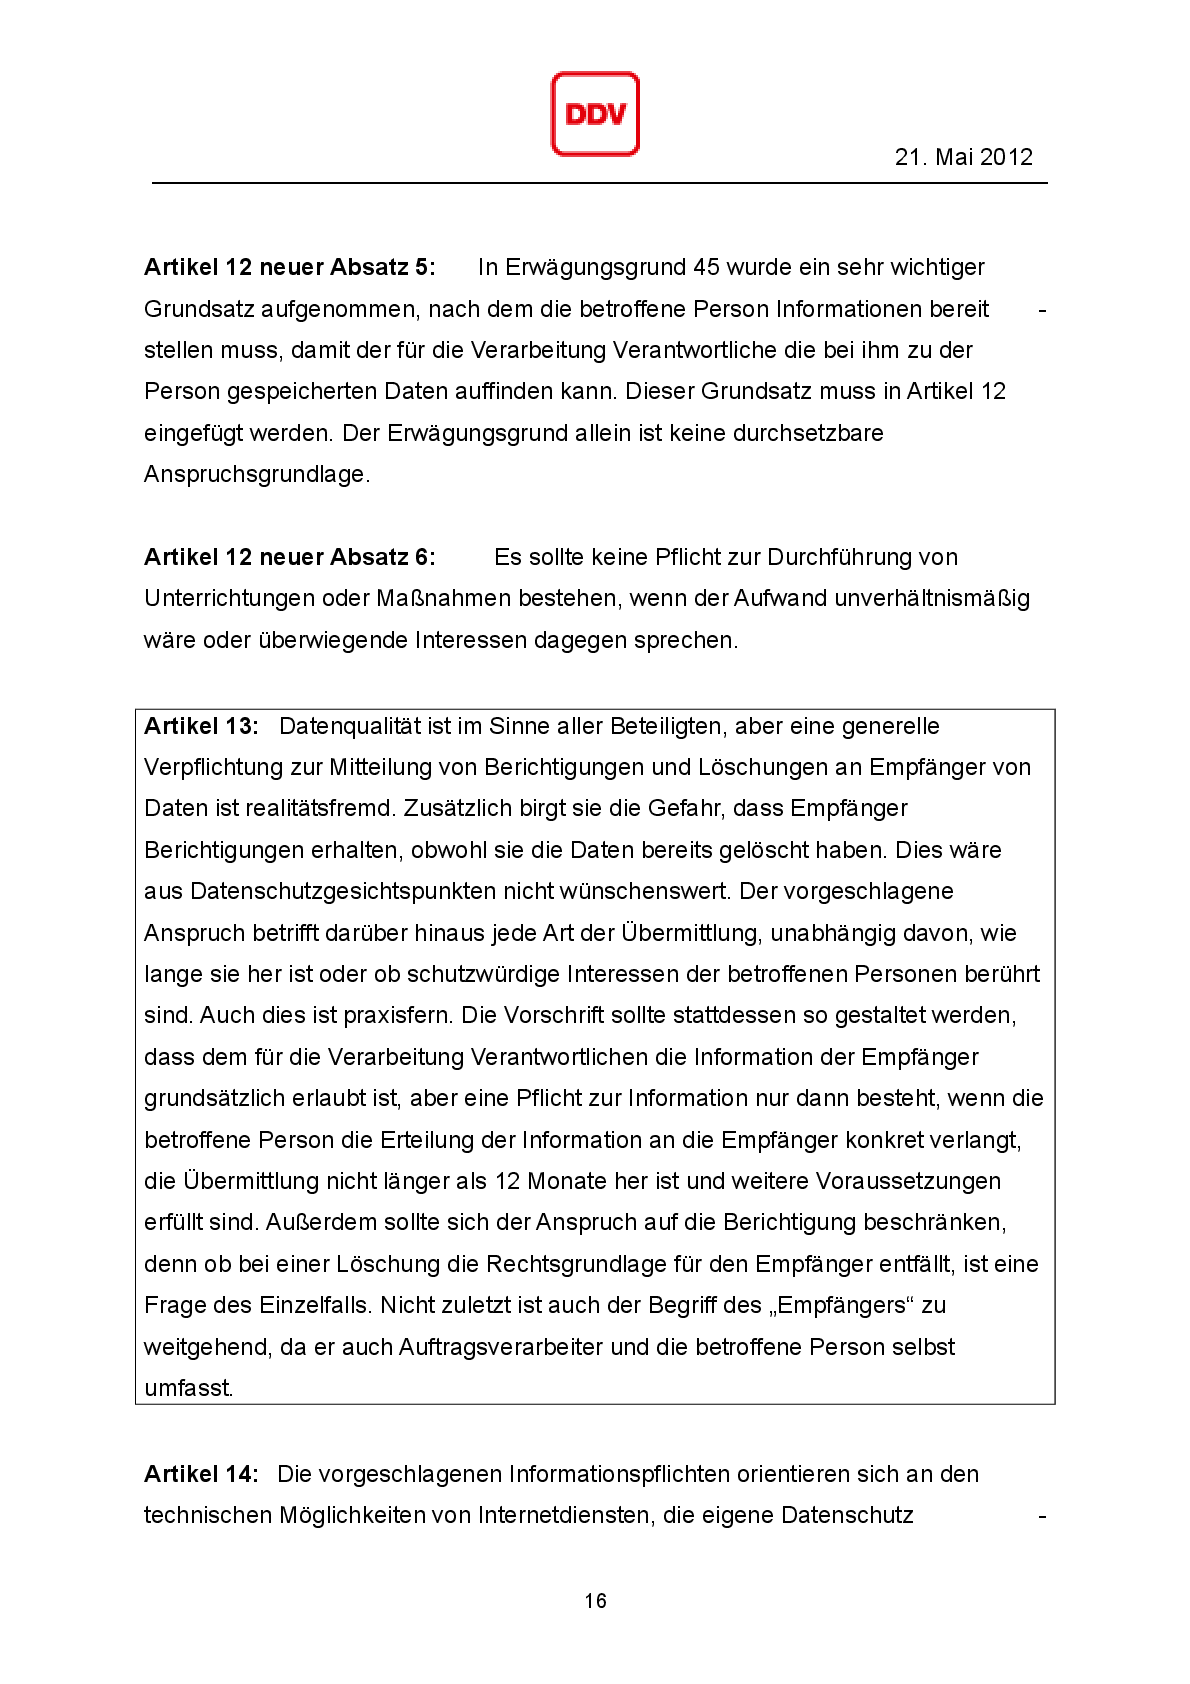 DDV
21. Mai 2012
Artikel 12 neuer Absatz 5: In Erwägungsgrund 45 wurde ein sehr wichtiger
Grundsatz aufgenommen, nach dem die betroffene Person Informationen bereit -
stellen muss, damit der für die Verarbeitung Verantwortliche die bei ihm zu der
Person gespeicherten Daten auffinden kann. Dieser Grundsatz muss in Artikel 12
eingefügt werden. Der Erwägungsgrund allein ist keine durchsetzbare
Anspruchsgrundlage.
Artikel 12 neuer Absatz 6: Es sollte keine Pflicht zur Durchführung von
Unterrichtungen oder Maßnahmen bestehen, wenn der Aufwand unverhältnismäßig
wäre oder überwiegende Interessen dagegen sprechen.
Artikel 13: Datenqualität ist im Sinne aller Beteiligten, aber eine generelle
Verpflichtung zur Mitteilung von Berichtigungen und Löschungen an Empfänger von
Daten ist realitätsfremd. Zusätzlich birgt sie die Gefahr, dass Empfänger
Berichtigungen erhalten, obwohl sie die Daten bereits gelöscht haben. Dies wäre
aus Datenschutzgesichtspunkten nicht wünschenswert. Der vorgeschlagene
Anspruch betrifft darüber hinaus jede Art der Übermittlung, unabhängig davon, wie
lange sie her ist oder ob schutzwürdige Interessen der betroffenen Personen berührt
sind. Auch dies ist praxisfern. Die Vorschrift sollte stattdessen so gestaltet werden,
dass dem für die Verarbeitung Verantwortlichen die Information der Empfänger
grundsätzlich erlaubt ist, aber eine Pflicht zur Information nur dann besteht, wenn die
betroffene Person die Erteilung der Information an die Empfänger konkret verlangt,
die Übermittlung nicht länger als 12 Monate her ist und weitere Voraussetzungen
erfüllt sind. Außerdem sollte sich der Anspruch auf die Berichtigung beschränken,
denn ob bei einer Löschung die Rechtsgrundlage für den Empfänger entfällt, ist eine
Frage des Einzelfalls. Nicht zuletzt ist auch der Begriff des „Empfängers“ zu
weitgehend, da er auch Auftragsverarbeiter und die betroffene Person selbst
umfasst.
Artikel 14: Die vorgeschlagenen Informationspflichten orientieren sich an den
technischen Möglichkeiten von Internetdiensten, die eigene Datenschutz -
16